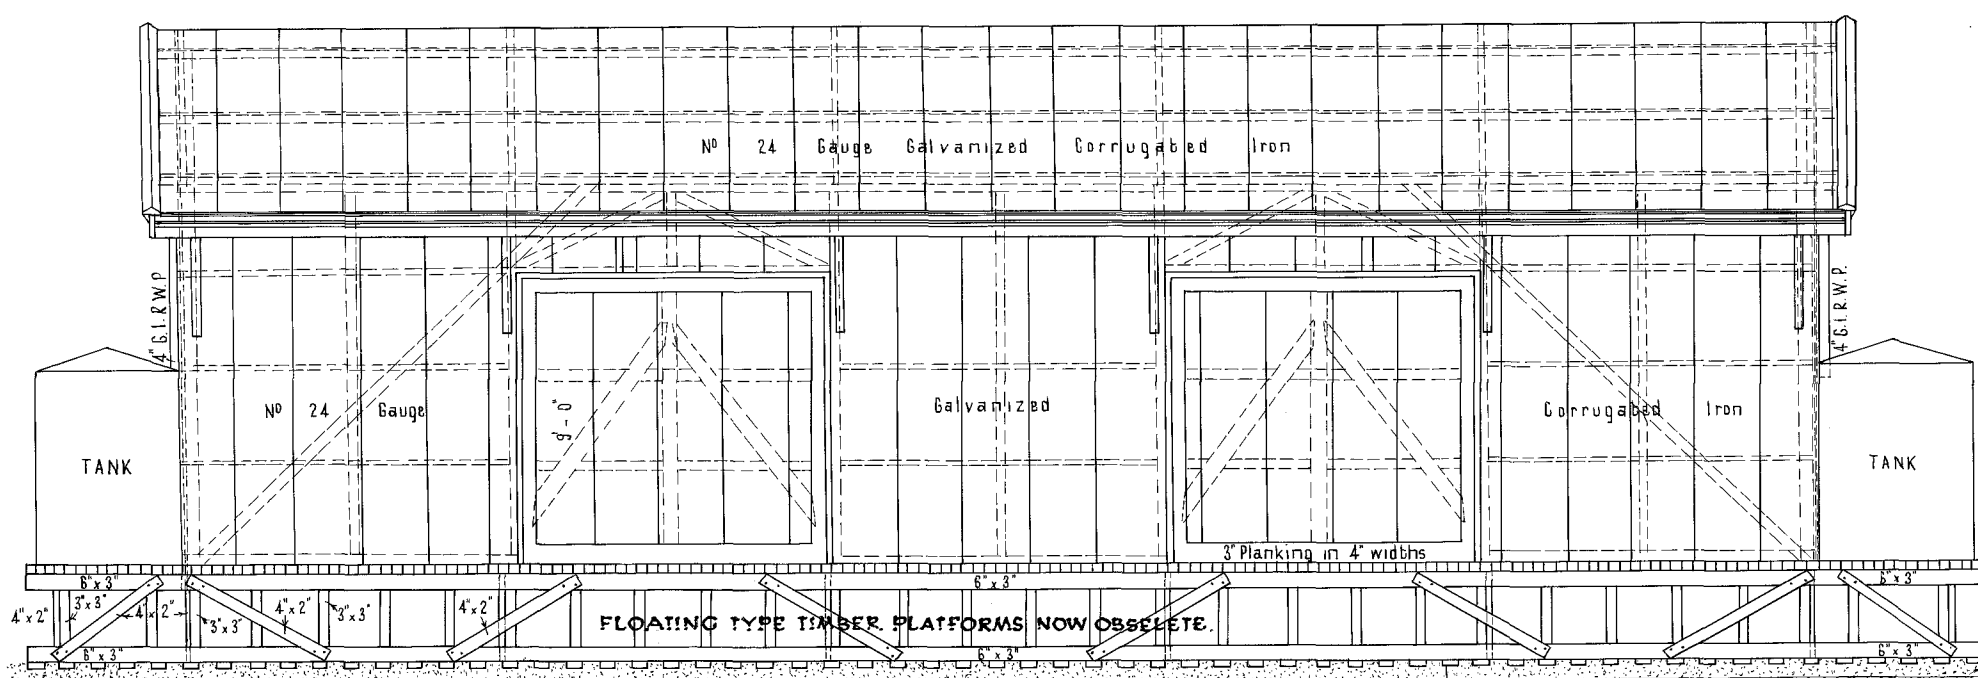 Nº 24 Gauge Galvanized Corrugated Iron
4" G.I.R.W.P.
4" G.I.R.W.P.
Nº 24 Gauge Galvanized Corrugated Iron
9'-0"
TANK
TANK
3" Planking in 4" widths
6" x 3"
6" x 3"
6" x 3"
4" x 2"
3" x 3"
4" x 2"
3" x 3"
4" x 2"
3" x 3"
4" x 2"
FLOATING TYPE TIMBER PLATFORMS NOW OBSELETE.
6" x 3"
6" x 3"
6" x 3"